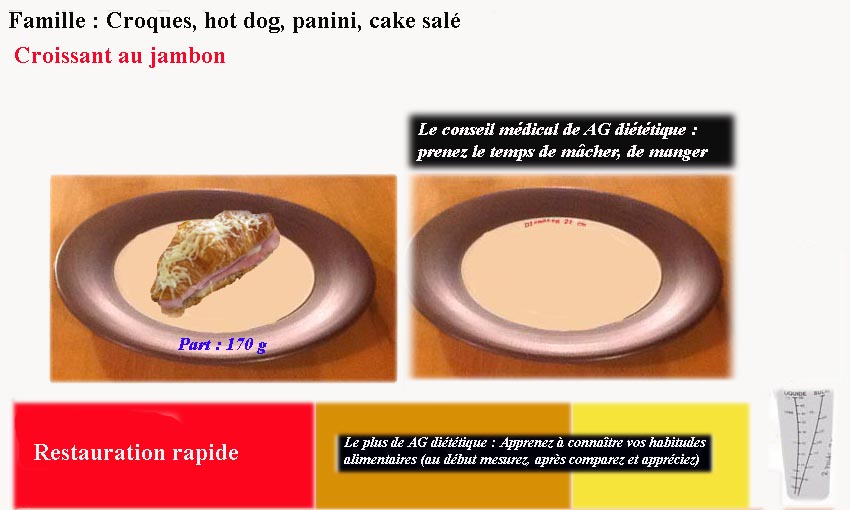 Famille : Croques, hot dog, panini, cake salé
Croissant au jambon
Le conseil médical de AG diététique :
prenez le temps de mâcher, de manger
Diamètre 21 cm
Part : 170 g
Restauration rapide
Le plus de AG diététique : Apprenez à connaître vos habitudes
alimentaires (au début mesurez, après comparez et appréciez)
LIQUIDE